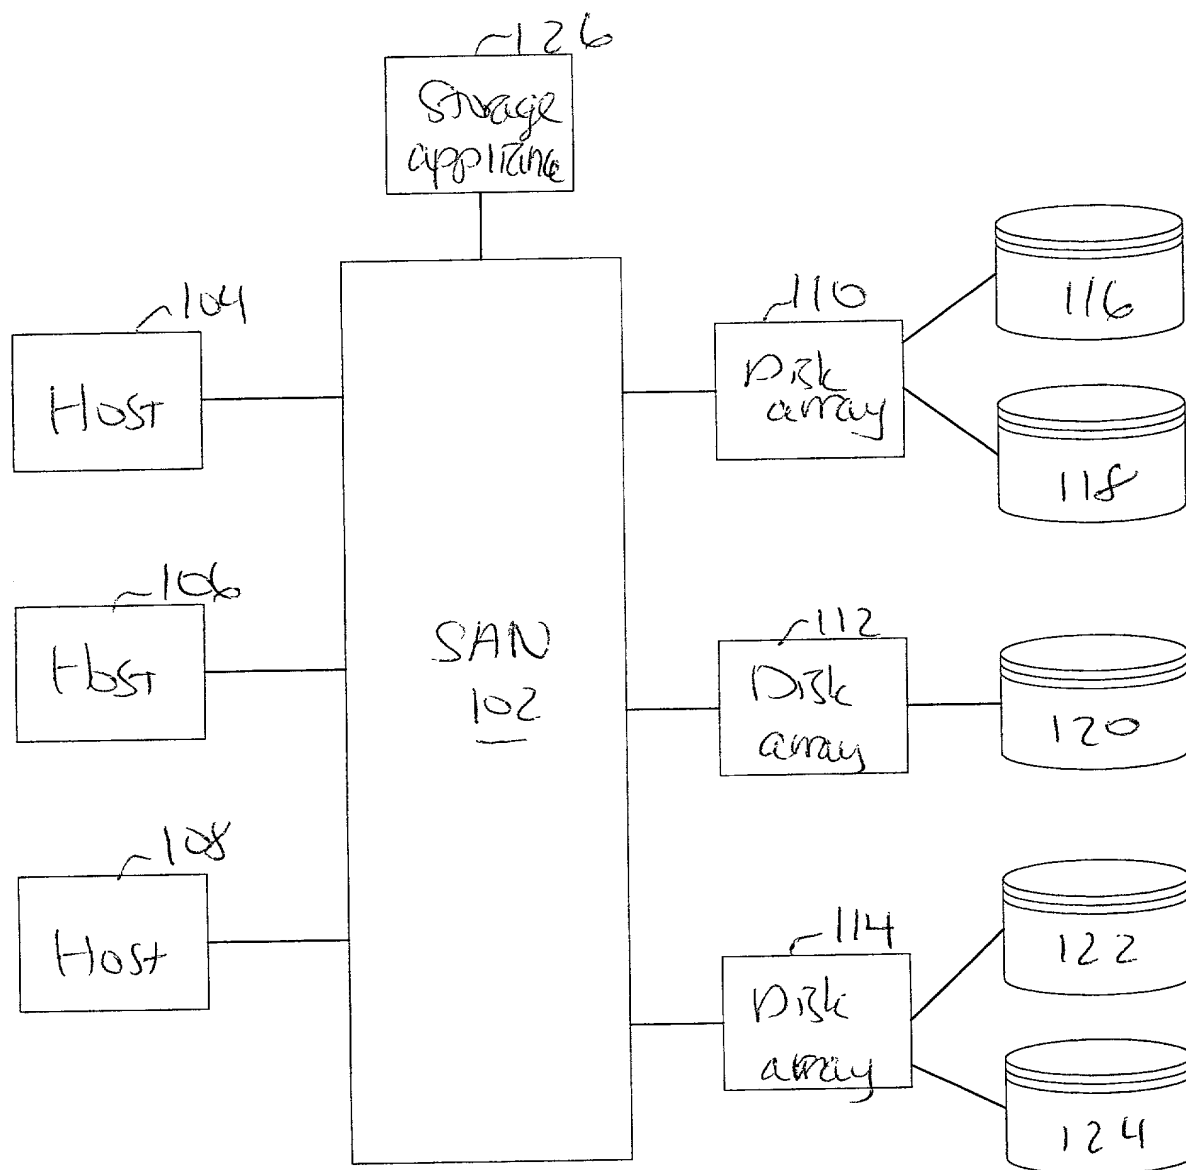 126
Storage
appliance
104
Host
110
Disk
array
116
118
106
Host
SAN
102
112
Disk
array
120
108
Host
114
Disk
array
122
124